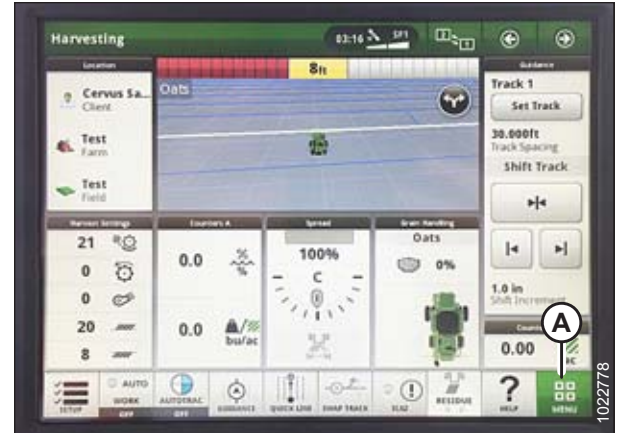 Harvesting
03:16
SF1
Location
Cervus Sa...
Client
Test
Farm
Test
Field
8ft
Oats
Guidance
Track 1
Set Track
30.000ft
Track Spacing
Shift Track
1.0 in
Shift Increment
Harvest Settings
21
0
0
20
8
Counters A
0.0
%
%
0.0
bu/ac
Spread
100%
C
Grain Handling
Oats
0%
0.00
ac
A
SETUP
AUTO
WORK
OFF
AUTOTRAC
OFF
GUIDANCE
QUICK LINE
SWAP TRACK
RESIDUE
?
HELP
MENU
1022778